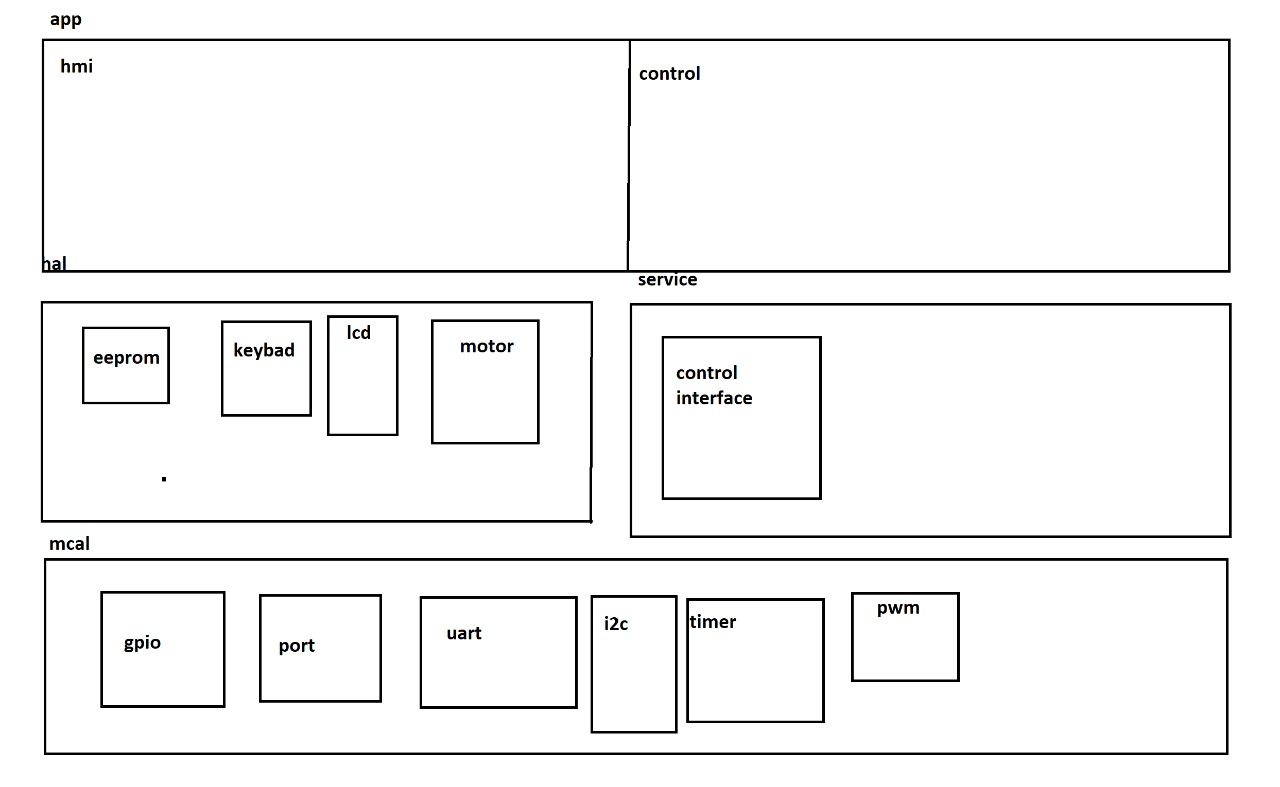 app
hmi
control
hal
service
eeprom
keybad
lcd
motor
control
interface
mcal
gpio
port
uart
i2c
timer
pwm